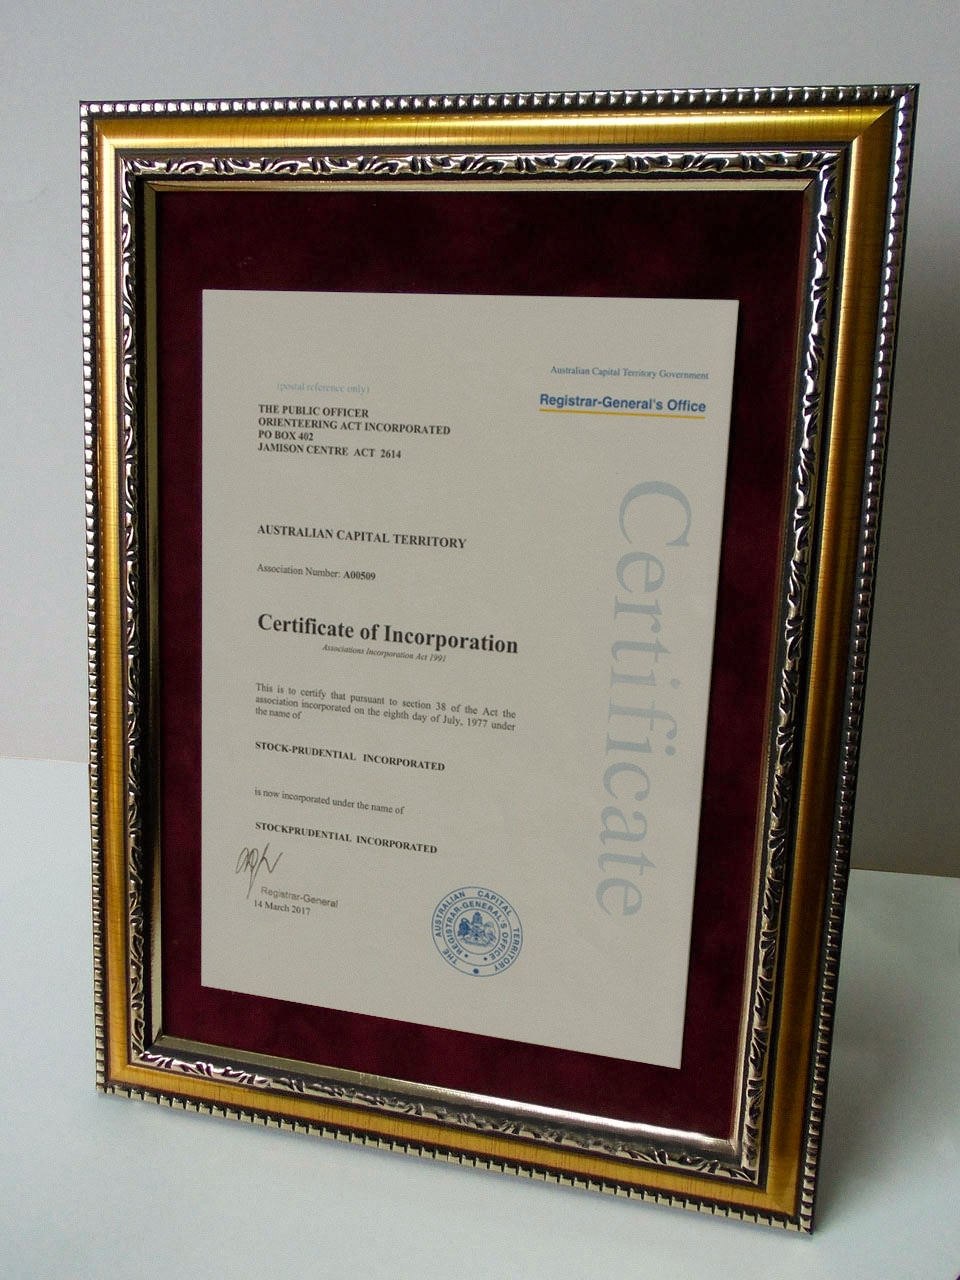 (postal reference only)
THE PUBLIC OFFICER
ORIENTEERING ACT INCORPORATED
PO BOX 402
JAMISON CENTRE ACT 2614
Australian Capital Territory Government
Registrar-General's Office
AUSTRALIAN CAPITAL TERRITORY
Association Number: A00509
Certificate of Incorporation
Associations Incorporation Act 1991
This is to certify that pursuant to section 38 of the Act the
association incorporated on the eighth day of July, 1977 under
the name of
STOCK-PRUDENTIAL INCORPORATED
is now incorporated under the name of
STOCKPRUDENTIAL INCORPORATED
Registrar-General
14 March 2017
THE AUSTRALIAN CAPITAL TERRITORY
REGISTRAR-GENERAL'S OFFICE
Certificate